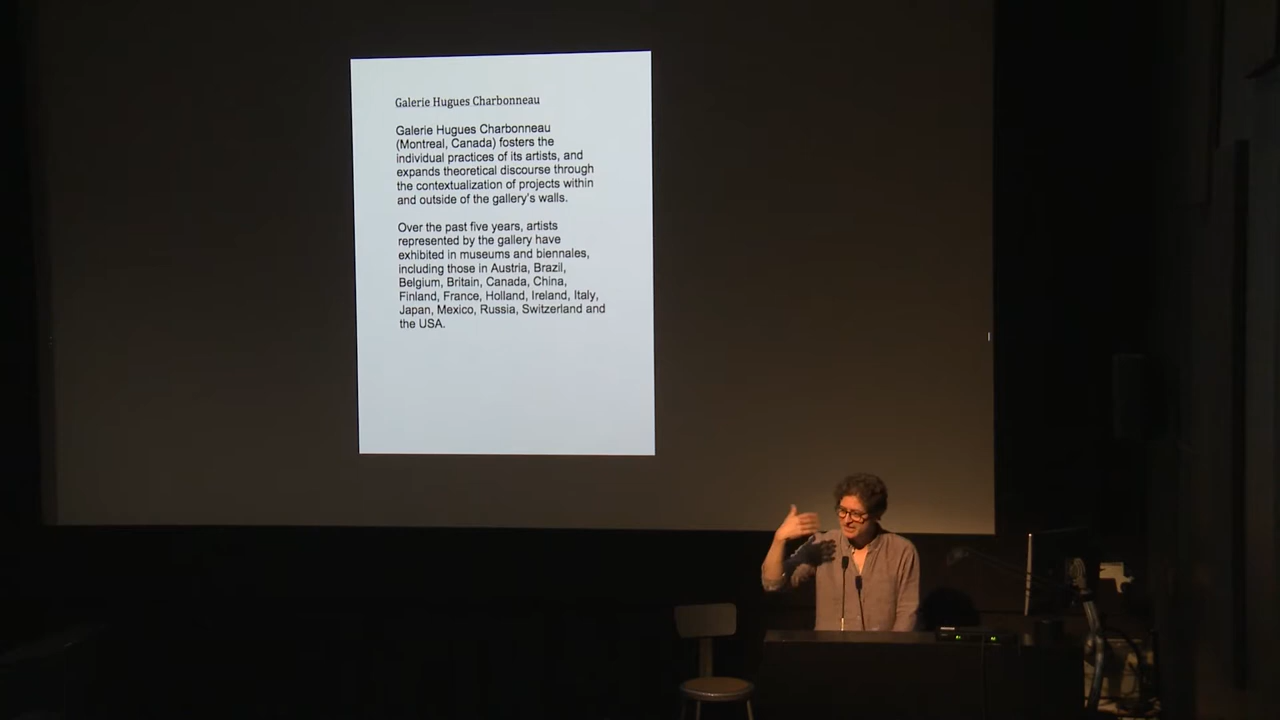 Galerie Hugues Charbonneau
Galerie Hugues Charbonneau
(Montreal, Canada) fosters the
individual practices of its artists, and
expands theoretical discourse through
the contextualization of projects within
and outside of the gallery's walls.
Over the past five years, artists
represented by the gallery have
exhibited in museums and biennales,
including those in Austria, Brazil,
Belgium, Britain, Canada, China,
Finland, France, Holland, Ireland, Italy,
Japan, Mexico, Russia, Switzerland and
the USA.